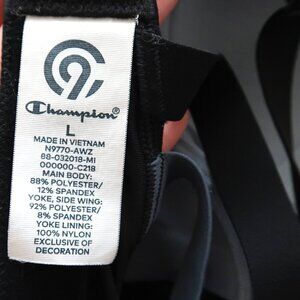 C9
Champion®
L
MADE IN VIETNAM
N9770-AWZ
88-032018-MI
000000-C218
MAIN BODY:
88% POLYESTER/
12% SPANDEX
YOKE, SIDE WING:
92% POLYESTER/
8% SPANDEX
YOKE LINING:
100% NYLON
EXCLUSIVE OF
DECORATION